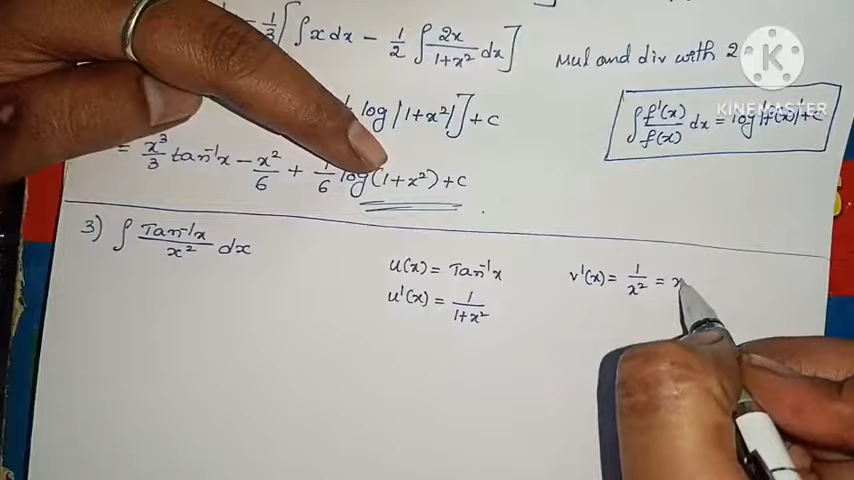 1/3 [∫ x dx − 1/2 ∫ 2x/(1+x²) dx] Mul and div with 2
K
KINEMASTER
log |1+x²|] + c
∫ f'(x)/f(x) dx = log |f(x)| + c
= x³/3 tan⁻¹x − x²/6 + 1/6 log (1+x²) + c
3) ∫ Tan⁻¹x/x² dx
u(x) = Tan⁻¹x v'(x) = 1/x² = x
u'(x) = 1/(1+x²)